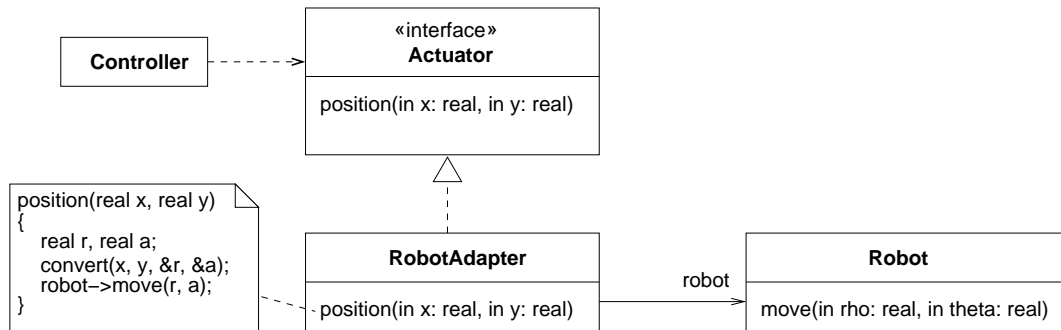 «interface»
Actuator
Controller
position(in x: real, in y: real)
position(real x, real y)
{
real r, real a;
convert(x, y, &r, &a);
robot–>move(r, a);
}
RobotAdapter
position(in x: real, in y: real)
robot
Robot
move(in rho: real, in theta: real)